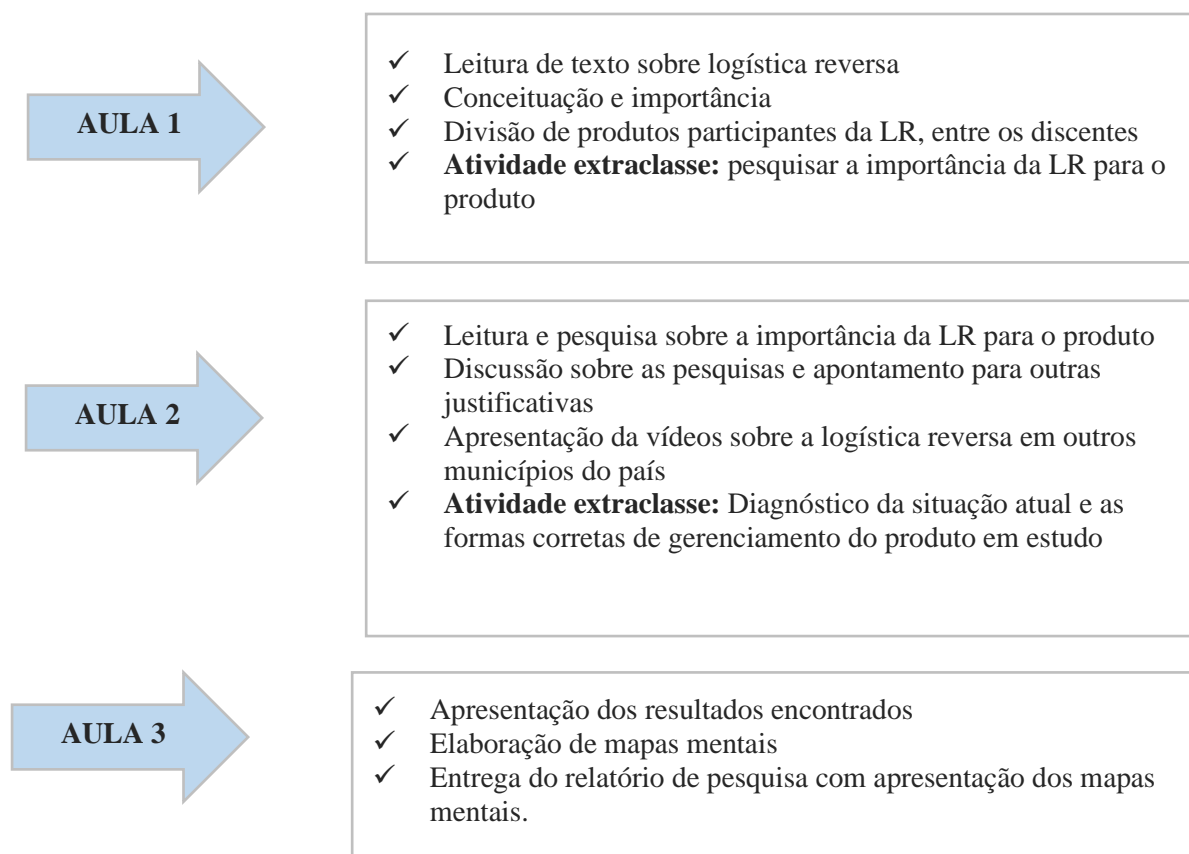 AULA 1
✓ Leitura de texto sobre logística reversa
✓ Conceituação e importância
✓ Divisão de produtos participantes da LR, entre os discentes
✓ Atividade extraclasse: pesquisar a importância da LR para o
produto
AULA 2
✓ Leitura e pesquisa sobre a importância da LR para o produto
✓ Discussão sobre as pesquisas e apontamento para outras
justificativas
✓ Apresentação da vídeos sobre a logística reversa em outros
municípios do país
✓ Atividade extraclasse: Diagnóstico da situação atual e as
formas corretas de gerenciamento do produto em estudo
AULA 3
✓ Apresentação dos resultados encontrados
✓ Elaboração de mapas mentais
✓ Entrega do relatório de pesquisa com apresentação dos mapas
mentais.